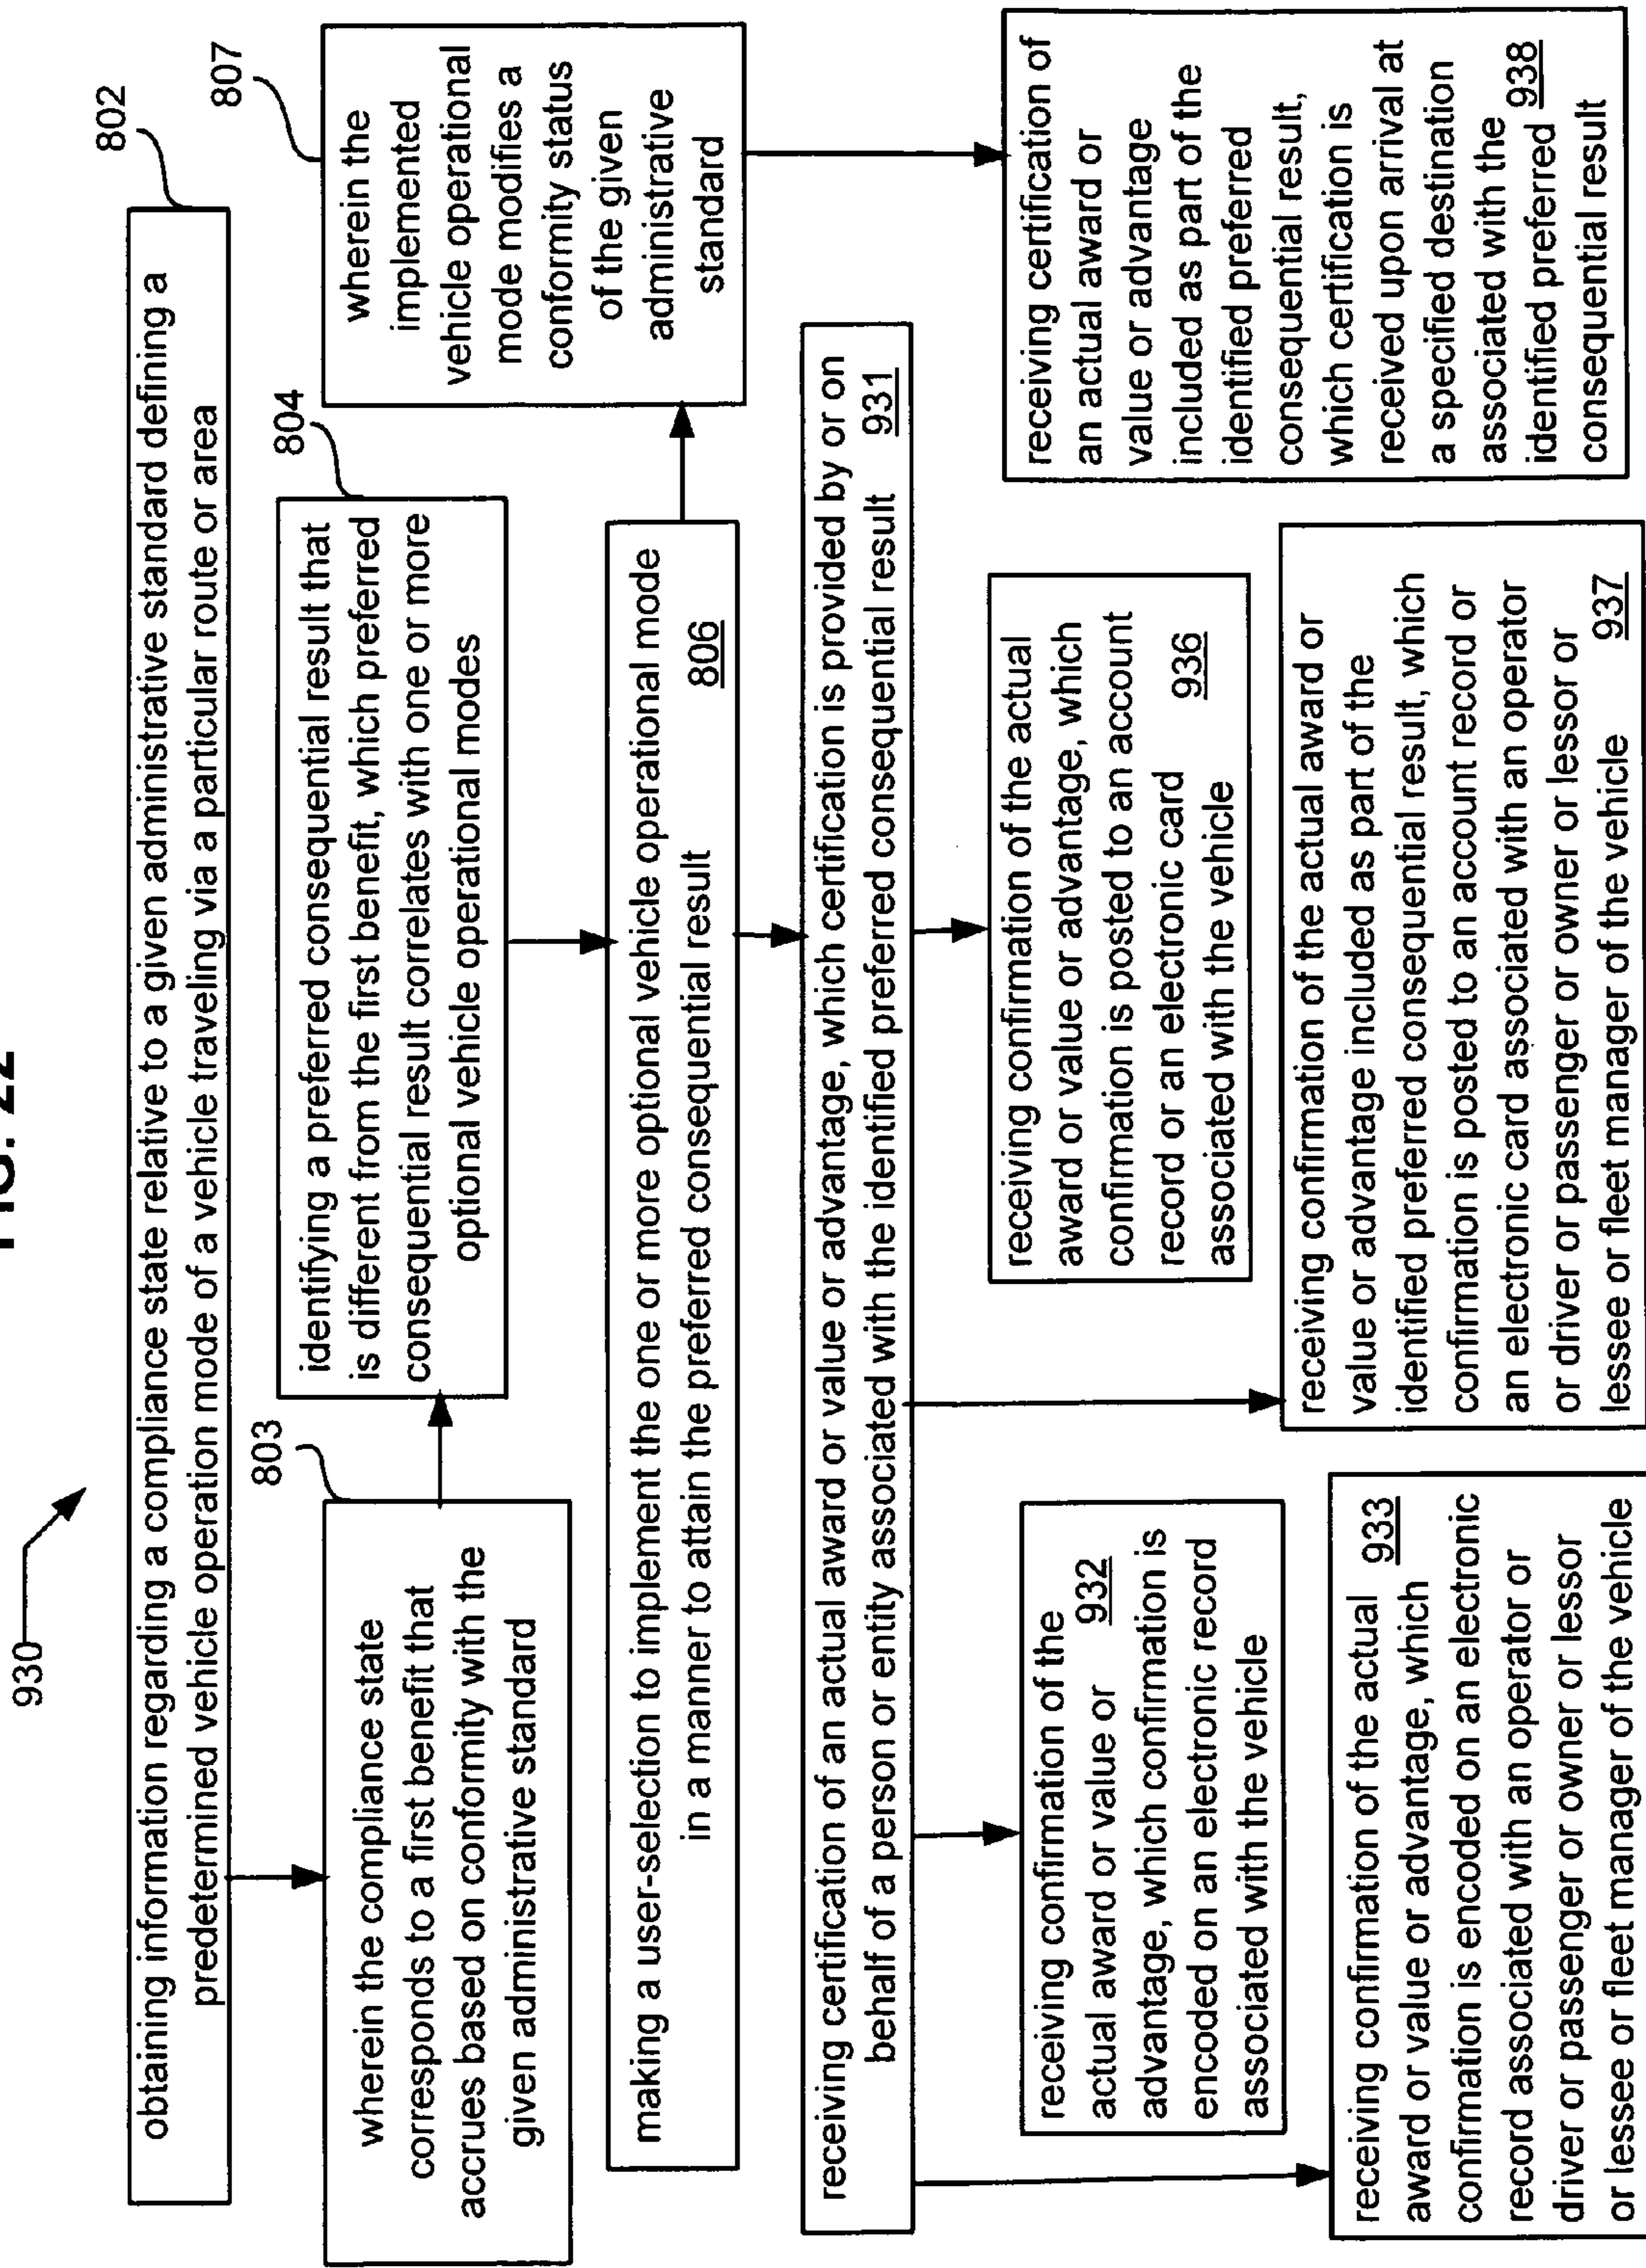 FIG. 22
930
obtaining information regarding a compliance state relative to a given administrative standard defining a
predetermined vehicle operation mode of a vehicle traveling via a particular route or area
802
803
wherein the compliance state
corresponds to a first benefit that
accrues based on conformity with the
given administrative standard
804
identifying a preferred consequential result that
is different from the first benefit, which preferred
consequential result correlates with one or more
optional vehicle operational modes
807
wherein the
implemented
vehicle operational
mode modifies a
conformity status
of the given
administrative
standard
making a user-selection to implement the one or more optional vehicle operational mode
in a manner to attain the preferred consequential result 806
receiving certification of an actual award or value or advantage, which certification is provided by or on
behalf of a person or entity associated with the identified preferred consequential result 931
receiving confirmation of the
actual award or value or 932
advantage, which confirmation is
encoded on an electronic record
associated with the vehicle
receiving confirmation of the actual 933
award or value or advantage, which
confirmation is encoded on an electronic
record associated with an operator or
driver or passenger or owner or lessor
or lessee or fleet manager of the vehicle
receiving confirmation of the actual
award or value or advantage, which
confirmation is posted to an account
record or an electronic card 936
associated with the vehicle
receiving confirmation of the actual award or
value or advantage included as part of the
identified preferred consequential result, which
confirmation is posted to an account record or
an electronic card associated with an operator
or driver or passenger or owner or lessor or
lessee or fleet manager of the vehicle 937
receiving certification of
an actual award or
value or advantage
included as part of the
identified preferred
consequential result,
which certification is
received upon arrival at
a specified destination
associated with the
identified preferred 938
consequential result